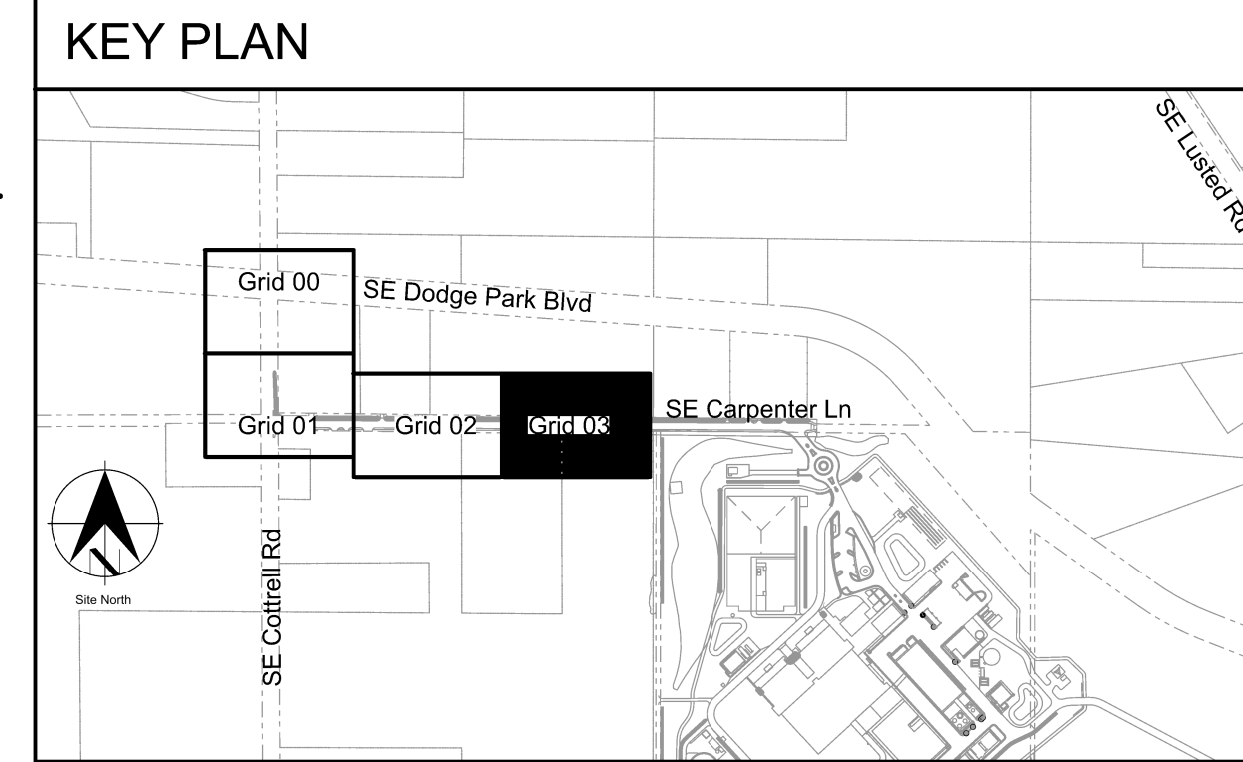 KEY PLAN
SE Lusted Rd
Grid 00
SE Dodge Park Blvd
SE Carpenter Ln
Grid 01
Grid 02
Grid 03
SE Cottrell Rd
N
Site North